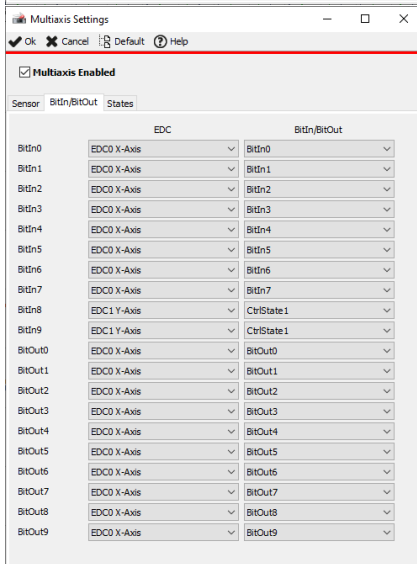 Multiaxis Settings
Ok Cancel Default Help
Multiaxis Enabled
Sensor BitIn/BitOut States
EDC BitIn/BitOut
BitIn0 EDC0 X-Axis BitIn0
BitIn1 EDC0 X-Axis BitIn1
BitIn2 EDC0 X-Axis BitIn2
BitIn3 EDC0 X-Axis BitIn3
BitIn4 EDC0 X-Axis BitIn4
BitIn5 EDC0 X-Axis BitIn5
BitIn6 EDC0 X-Axis BitIn6
BitIn7 EDC0 X-Axis BitIn7
BitIn8 EDC1 Y-Axis CtrlState1
BitIn9 EDC1 Y-Axis CtrlState1
BitOut0 EDC0 X-Axis BitOut0
BitOut1 EDC0 X-Axis BitOut1
BitOut2 EDC0 X-Axis BitOut2
BitOut3 EDC0 X-Axis BitOut3
BitOut4 EDC0 X-Axis BitOut4
BitOut5 EDC0 X-Axis BitOut5
BitOut6 EDC0 X-Axis BitOut6
BitOut7 EDC0 X-Axis BitOut7
BitOut8 EDC0 X-Axis BitOut8
BitOut9 EDC0 X-Axis BitOut9